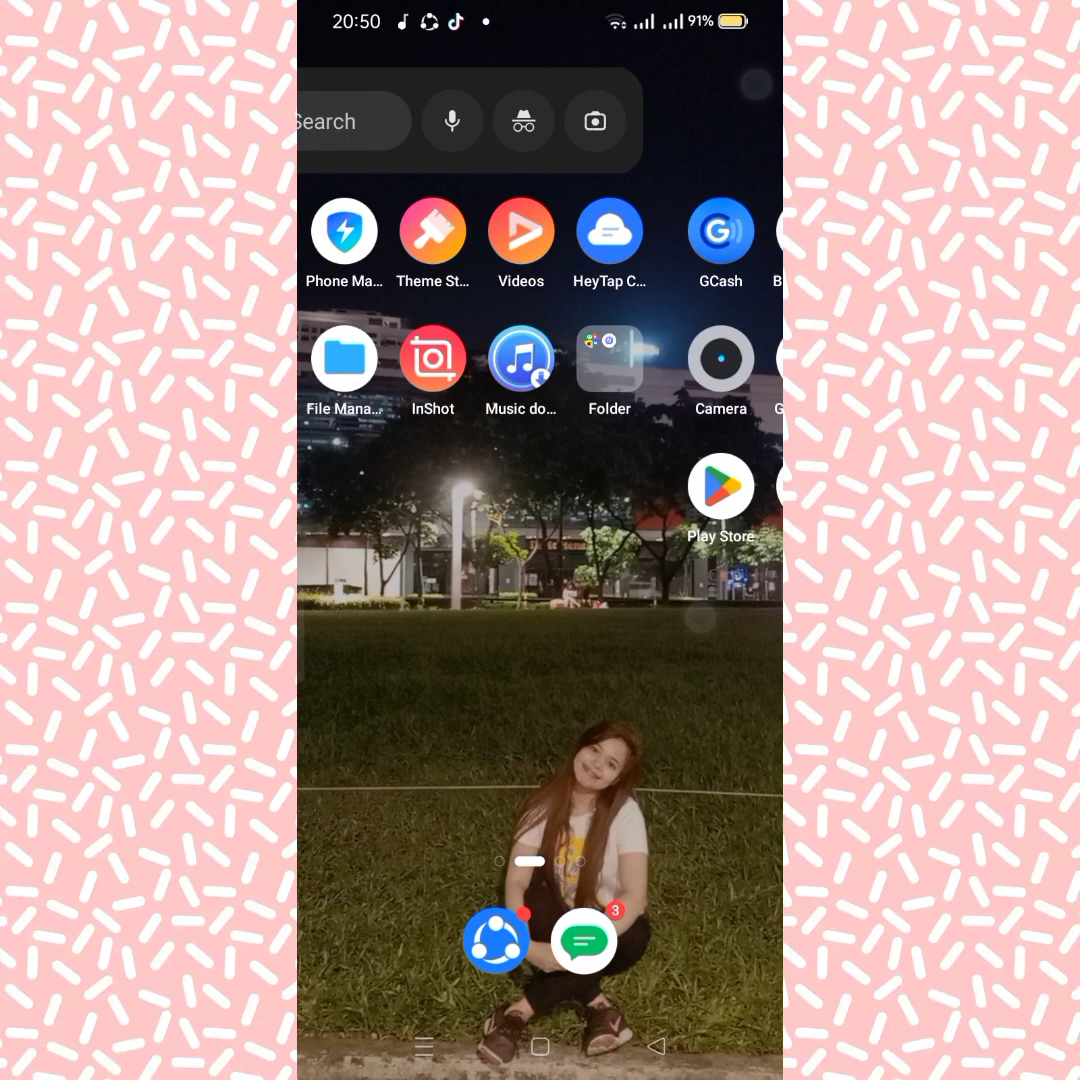 20:50
91%
Search
Phone Ma...
Theme St...
Videos
HeyTap C...
GCash
B
File Mana...
InShot
Music do...
Folder
Camera
G
Play Store
3